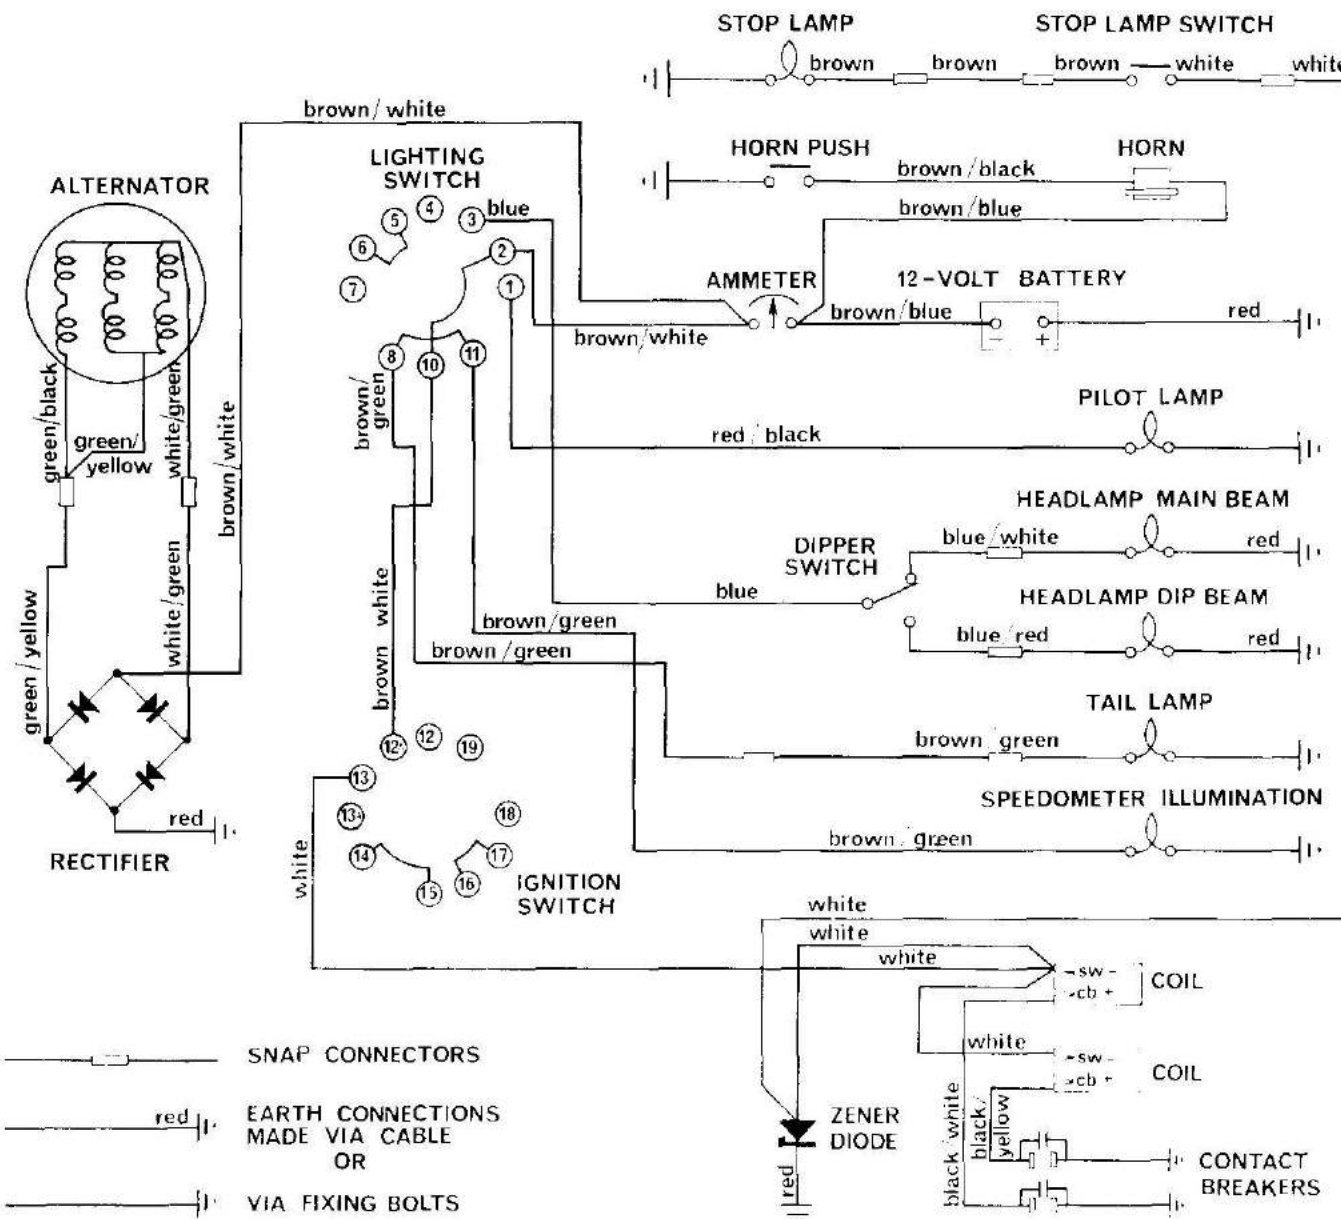 STOP LAMP
STOP LAMP SWITCH
brown
brown
brown
white
white
brown/white
LIGHTING
SWITCH
HORN PUSH
HORN
brown/black
brown/blue
ALTERNATOR
4
5
3
blue
6
2
7
1
AMMETER
12-VOLT BATTERY
brown/blue
- +
red
brown/white
8
10
11
brown/
green
green/black
green/
yellow
white/green
brown/white
PILOT LAMP
red/black
HEADLAMP MAIN BEAM
blue/white
red
DIPPER
SWITCH
blue
HEADLAMP DIP BEAM
blue/red
red
brown white
brown/green
brown/green
green/yellow
white/green
TAIL LAMP
brown green
12
19
13
13A
18
14
17
15
16
IGNITION
SWITCH
white
red
RECTIFIER
SPEEDOMETER ILLUMINATION
brown/green
white
white
white
sw -
cb +
COIL
white
sw -
cb +
COIL
black/white
black/
yellow
ZENER
DIODE
red
CONTACT
BREAKERS
SNAP CONNECTORS
red
EARTH CONNECTIONS
MADE VIA CABLE
OR
VIA FIXING BOLTS